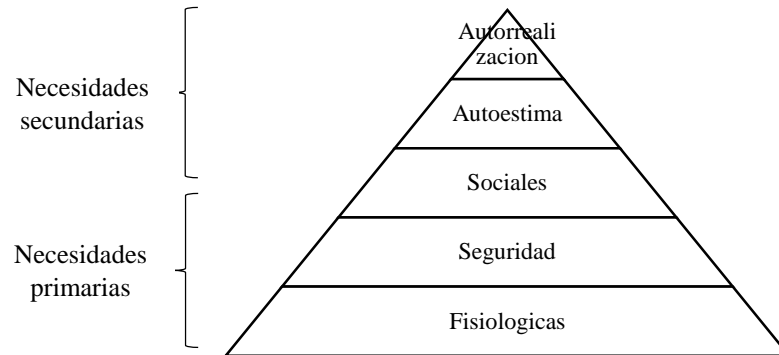 Autorreali
zacion
Necesidades
secundarias
Autoestima
Sociales
Necesidades
primarias
Seguridad
Fisiologicas